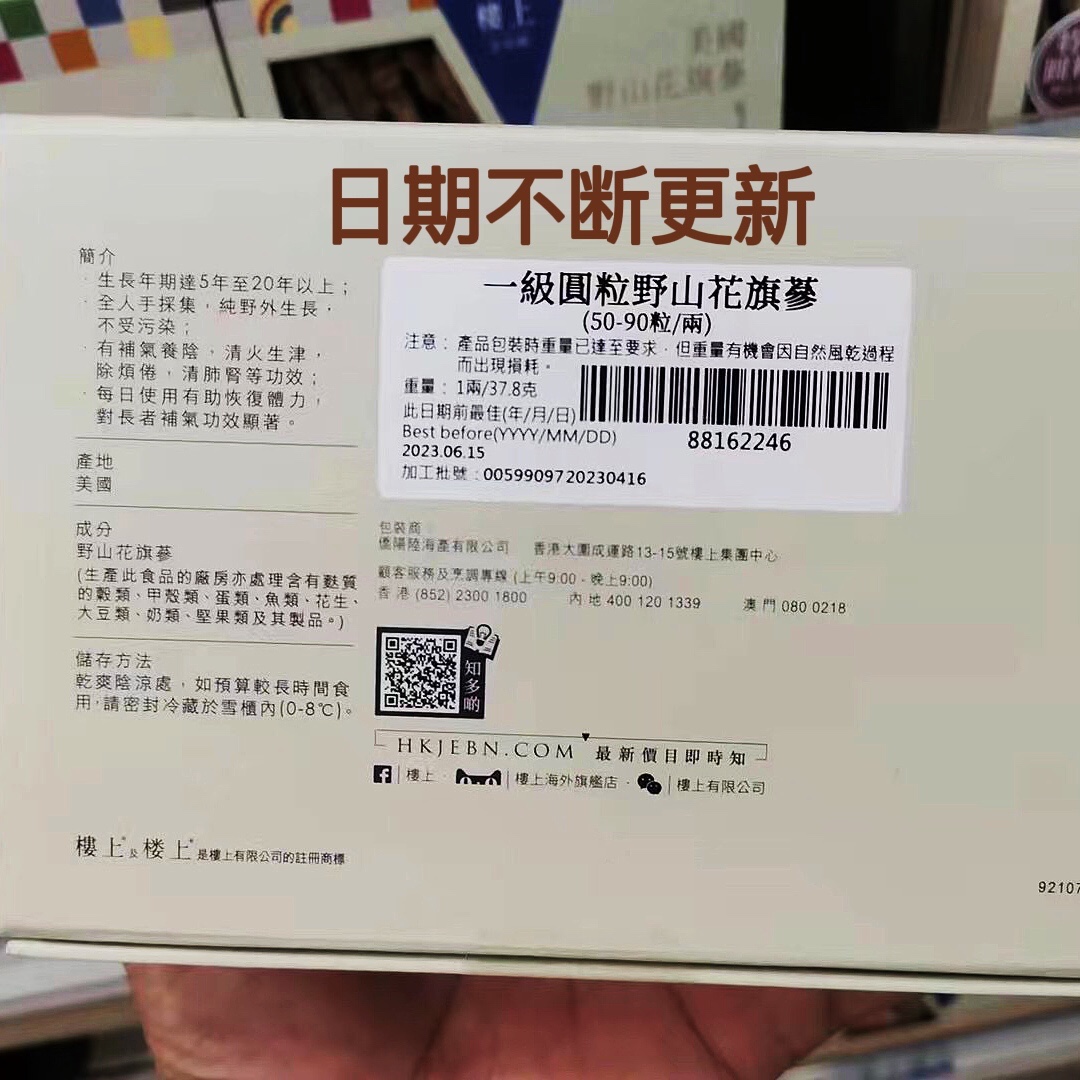 樓上
美國
野山花旗參
日期不断更新
簡介
· 生長年期達5年至20年以上；
· 全人手採集，純野外生長，
不受污染；
· 有補氣養陰，清火生津，
除煩倦，清肺腎等功效；
· 每日使用有助恢復體力，
對長者補氣功效顯著。
產地
美國
成分
野山花旗蔘
(生產此食品的廠房亦處理含有麩質
的穀類、甲殼類、蛋類、魚類、花生、
大豆類、奶類、堅果類及其製品。)
儲存方法
乾爽陰涼處，如預算較長時間食
用，請密封冷藏於雪櫃內(0-8℃)。
一級圓粒野山花旗蔘
(50-90粒/兩)
注意：產品包裝時重量已達至要求，但重量有機會因自然風乾過程
而出現損耗。
重量：1兩/37.8克
此日期前最佳(年/月/日)
Best before(YYYY/MM/DD)
2023.06.15
加工批號：0059909720230416
88162246
包裝商
僑陽陸海產有限公司 香港大圍成運路13-15號樓上集團中心
顧客服務及烹調專線 (上午9:00 - 晚上9:00)
香港 (852) 2300 1800 內地 400 120 1339 澳門 080 0218
知多啲
HKJEBN.COM 最新價目即時知
f | 樓上 · | 樓上海外旗艦店 · | 樓上有限公司
樓上® 及 楼上® 是樓上有限公司的註冊商標
92107